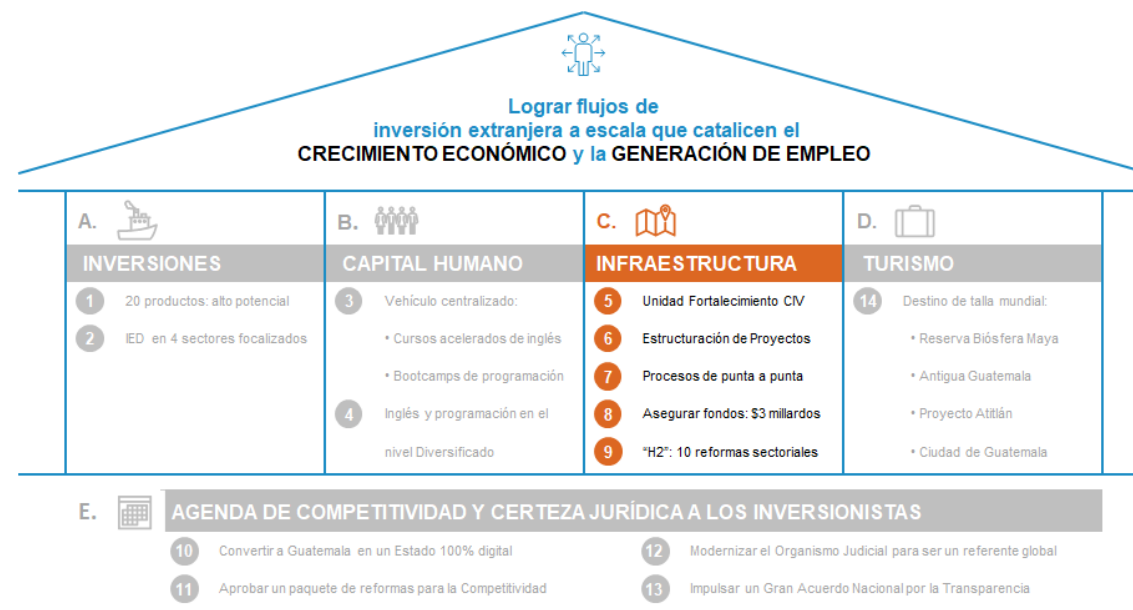 Lograr flujos de
inversión extranjera a escala que catalicen el
CRECIMIENTO ECONÓMICO y la GENERACIÓN DE EMPLEO
A.
INVERSIONES
1 20 productos: alto potencial
2 IED en 4 sectores focalizados
B.
CAPITAL HUMANO
3 Vehículo centralizado:
• Cursos acelerados de inglés
• Bootcamps de programación
4 Inglés y programación en el
nivel Diversificado
C.
INFRAESTRUCTURA
5 Unidad Fortalecimiento CIV
6 Estructuración de Proyectos
7 Procesos de punta a punta
8 Asegurar fondos: $3 millardos
9 “H2”: 10 reformas sectoriales
D.
TURISMO
14 Destino de talla mundial:
• Reserva Biósfera Maya
• Antigua Guatemala
• Proyecto Atitlán
• Ciudad de Guatemala
E.
AGENDA DE COMPETITIVIDAD Y CERTEZA JURÍDICA A LOS INVERSIONISTAS
10 Convertir a Guatemala en un Estado 100% digital
11 Aprobar un paquete de reformas para la Competitividad
12 Modernizar el Organismo Judicial para ser un referente global
13 Impulsar un Gran Acuerdo Nacional por la Transparencia